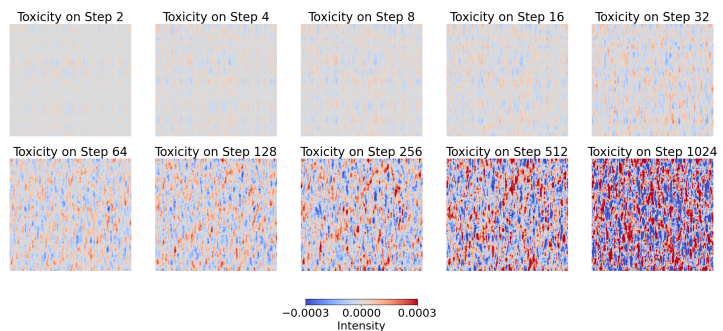 Toxicity on Step 2
Toxicity on Step 4
Toxicity on Step 8
Toxicity on Step 16
Toxicity on Step 32
Toxicity on Step 64
Toxicity on Step 128
Toxicity on Step 256
Toxicity on Step 512
Toxicity on Step 1024
−0.0003 0.0000 0.0003
Intensity